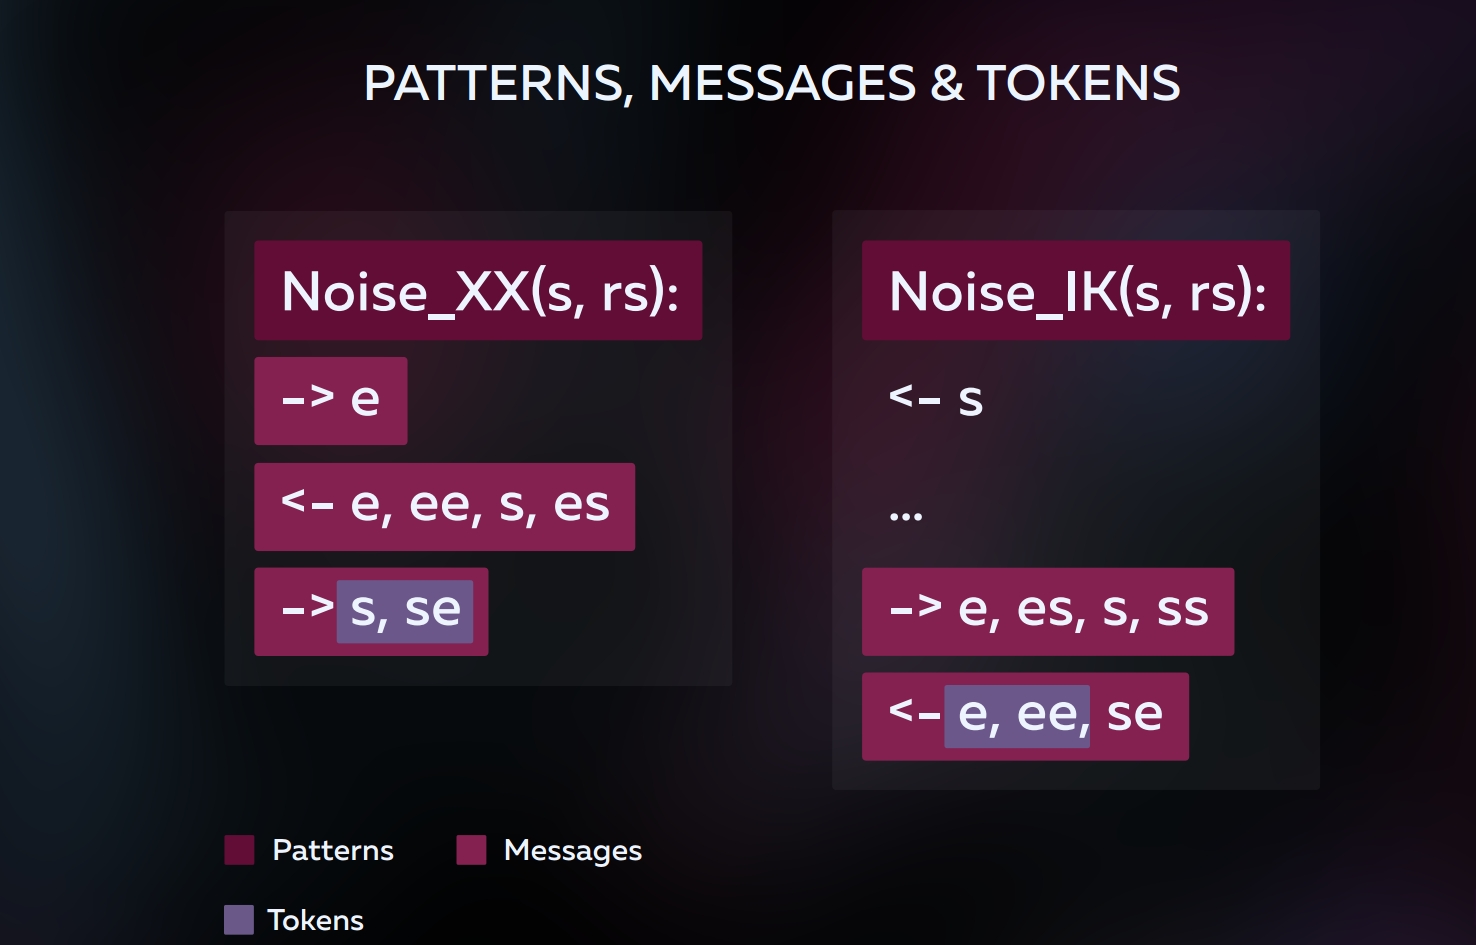 PATTERNS, MESSAGES & TOKENS
Noise_XX(s, rs):
-> e
<- e, ee, s, es
-> s, se
Noise_IK(s, rs):
<- s
...
-> e, es, s, ss
<- e, ee, se
Patterns
Messages
Tokens